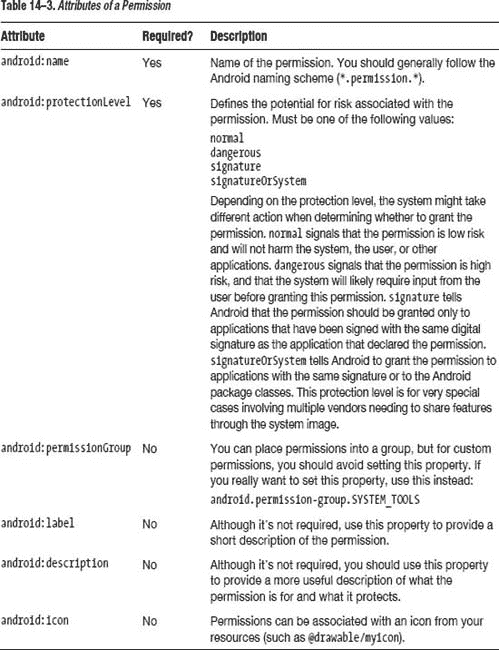 Table 14–3. Attributes of a Permission
Attribute Required? Description
android:name Yes Name of the permission. You should generally follow the
Android naming scheme (*.permission.*).
android:protectionLevel Yes Defines the potential for risk associated with the
permission. Must be one of the following values:
normal
dangerous
signature
signatureOrSystem
Depending on the protection level, the system might take
different action when determining whether to grant the
permission. normal signals that the permission is low risk
and will not harm the system, the user, or other
applications. dangerous signals that the permission is high
risk, and that the system will likely require input from the
user before granting this permission. signature tells
Android that the permission should be granted only to
applications that have been signed with the same digital
signature as the application that declared the permission.
signatureOrSystem tells Android to grant the permission to
applications with the same signature or to the Android
package classes. This protection level is for very special
cases involving multiple vendors needing to share features
through the system image.
android:permissionGroup No You can place permissions into a group, but for custom
permissions, you should avoid setting this property. If
you really want to set this property, use this instead:
android.permission-group.SYSTEM_TOOLS
android:label No Although it's not required, use this property to provide a
short description of the permission.
android:description No Although it's not required, you should use this property
to provide a more useful description of what the
permission is for and what it protects.
android:icon No Permissions can be associated with an icon from your
resources (such as @drawable/myicon).